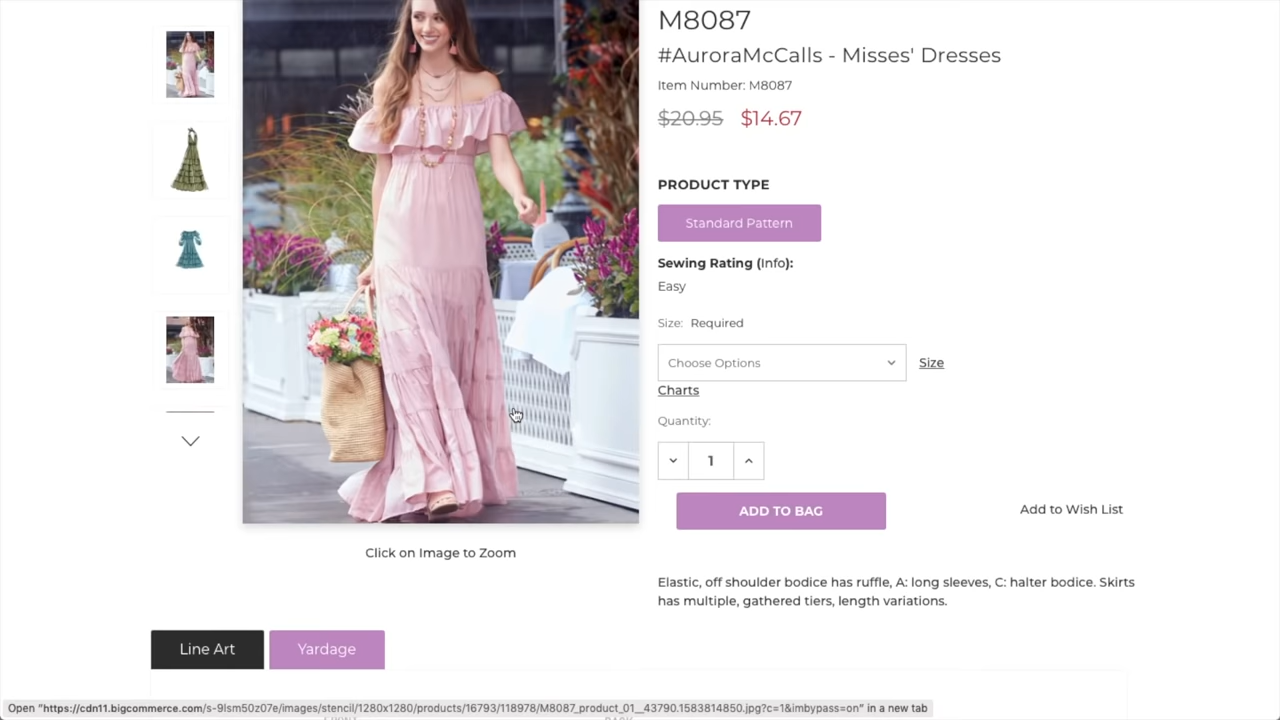 M8087
#AuroraMcCalls - Misses' Dresses
Item Number: M8087
$20.95 $14.67
PRODUCT TYPE
Standard Pattern
Sewing Rating (Info):
Easy
Size: Required
Choose Options
Size
Charts
Quantity:
1
ADD TO BAG
Add to Wish List
Click on Image to Zoom
Elastic, off shoulder bodice has ruffle, A: long sleeves, C: halter bodice. Skirts
has multiple, gathered tiers, length variations.
Line Art
Yardage
Open "https://cdn11.bigcommerce.com/s-9lsm50z07e/images/stencil/1280x1280/products/16793/118978/M8087_product_01__43790.1583814850.jpg?c=1&imbypass=on" in a new tab